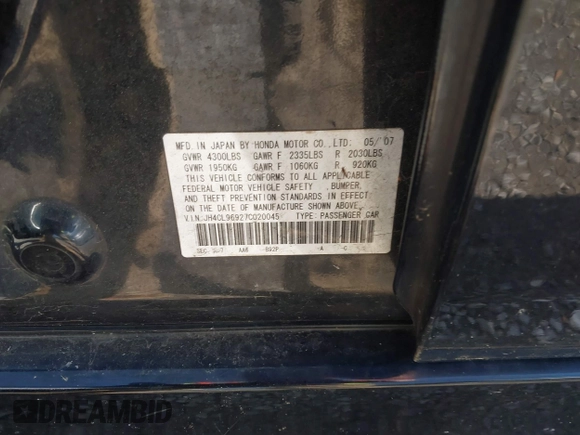 MFD. IN JAPAN BY HONDA MOTOR CO., LTD. 05/07
GVWR 4300LBS GAWR F 2335LBS R 2030LBS
GVWR 1950KG GAWR F 1060KG R 920KG
THIS VEHICLE CONFORMS TO ALL APPLICABLE
FEDERAL MOTOR VEHICLE SAFETY, BUMPER,
AND THEFT PREVENTION STANDARDS IN EFFECT
ON THE DATE OF MANUFACTURE SHOWN ABOVE.
V.I.N.:JH4CL96927C020045 TYPE: PASSENGER CAR
AA8 -B92P -A -C
DREAMBID